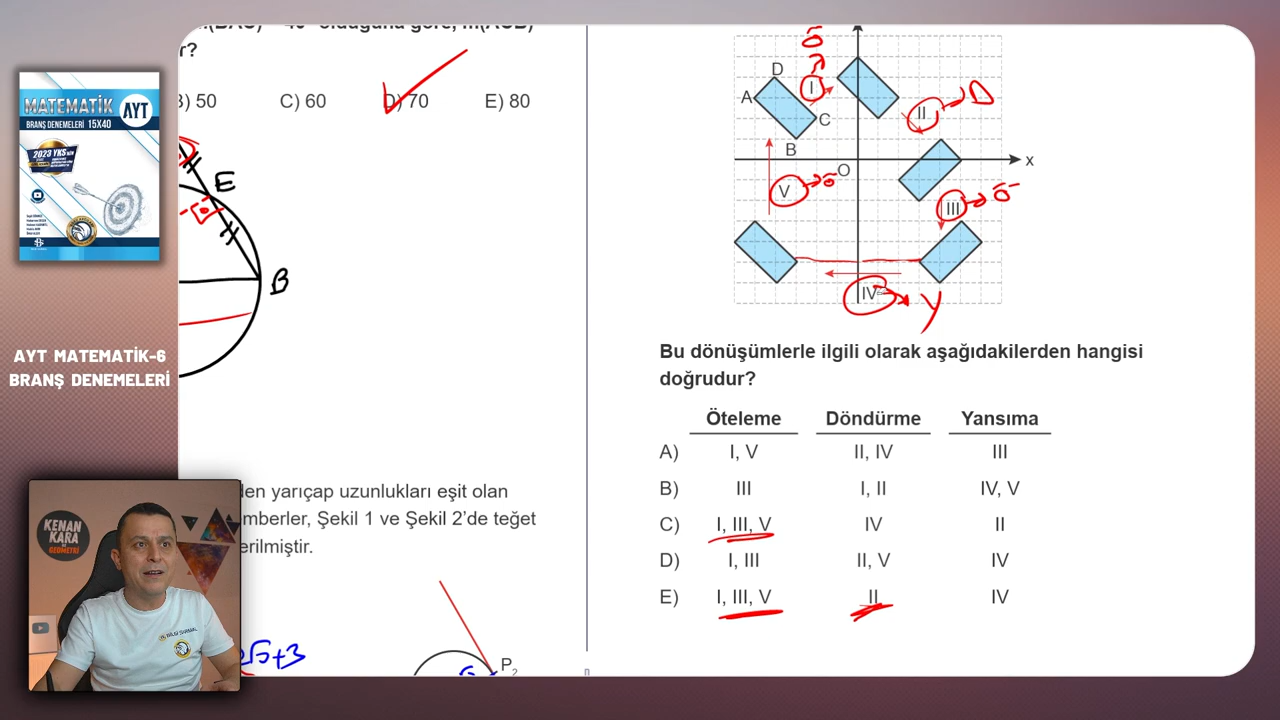 r?
B) 50
C) 60
D) 70
E) 80
E
B
MATEMATİK
AYT
BRANŞ DENEMELERİ 15X40
AYT MATEMATİK-6
BRANŞ DENEMELERİ
KENAN
KARA
ile
GEOMETRİ
den yarıçap uzunlukları eşit olan
mberler, Şekil 1 ve Şekil 2'de teğet
erilmiştir.
P₂
D
A
C
B
O
x
I
ö
II
D
III
ö
IV
Y
V
ö
Bu dönüşümlerle ilgili olarak aşağıdakilerden hangisi
doğrudur?
Öteleme Döndürme Yansıma
A) I, V II, IV III
B) III I, II IV, V
C) I, III, V IV II
D) I, III II, V IV
E) I, III, V II IV